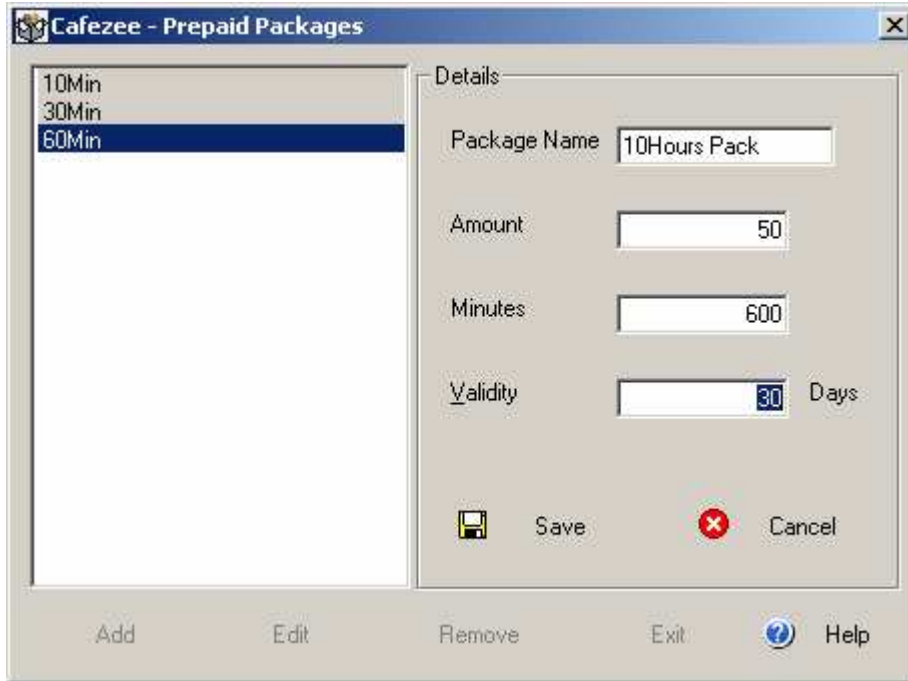 Cafezee - Prepaid Packages
10Min
30Min
60Min
Details
Package Name 10Hours Pack
Amount 50
Minutes 600
Validity 30 Days
Save Cancel
Add Edit Remove Exit Help